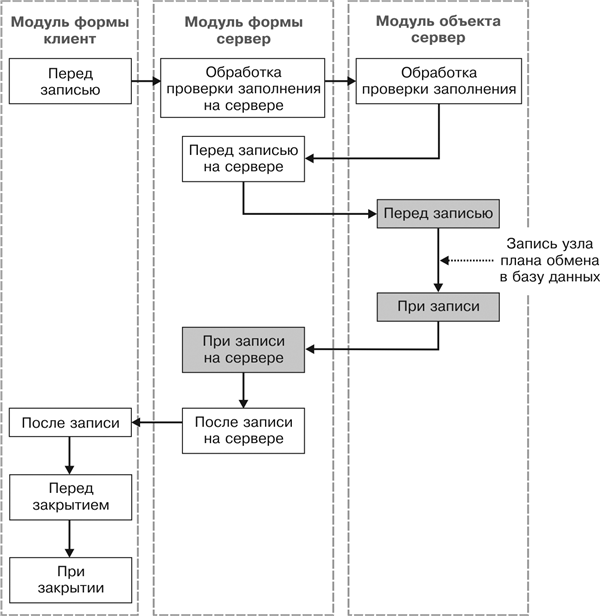 Модуль формы
клиент
Модуль формы
сервер
Модуль объекта
сервер
Перед
записью
Обработка
проверки заполнения
на сервере
Обработка
проверки заполнения
Перед записью
на сервере
Перед записью
Запись узла
плана обмена
в базу данных
При записи
При записи
на сервере
После записи
После записи
на сервере
Перед
закрытием
При
закрытии